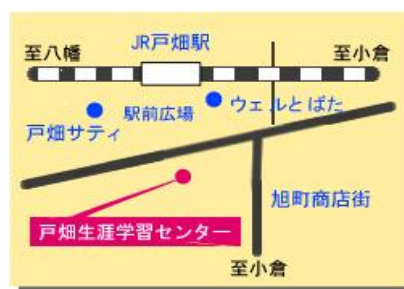 JR戸畑駅
至八幡
至小倉
駅前広場
ウェルとばた
戸畑サティ
旭町商店街
戸畑生涯学習センター
至小倉